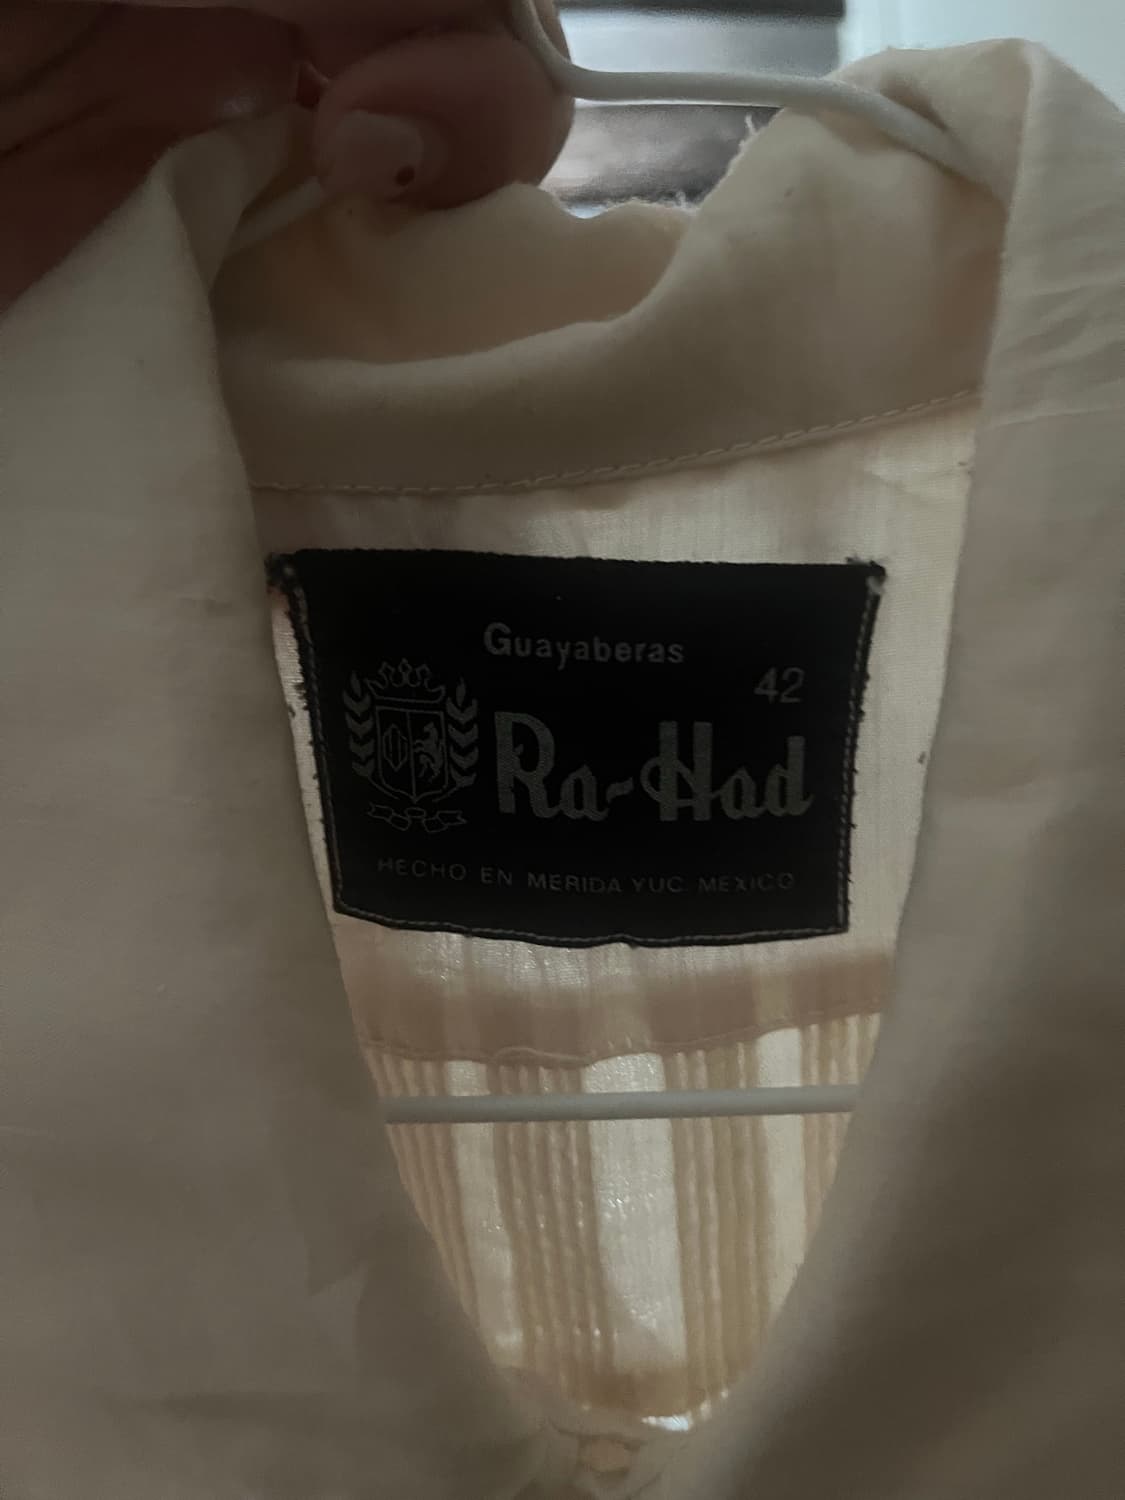 Guayaberas
42
Ra-Had
HECHO EN MERIDA YUC. MEXICO